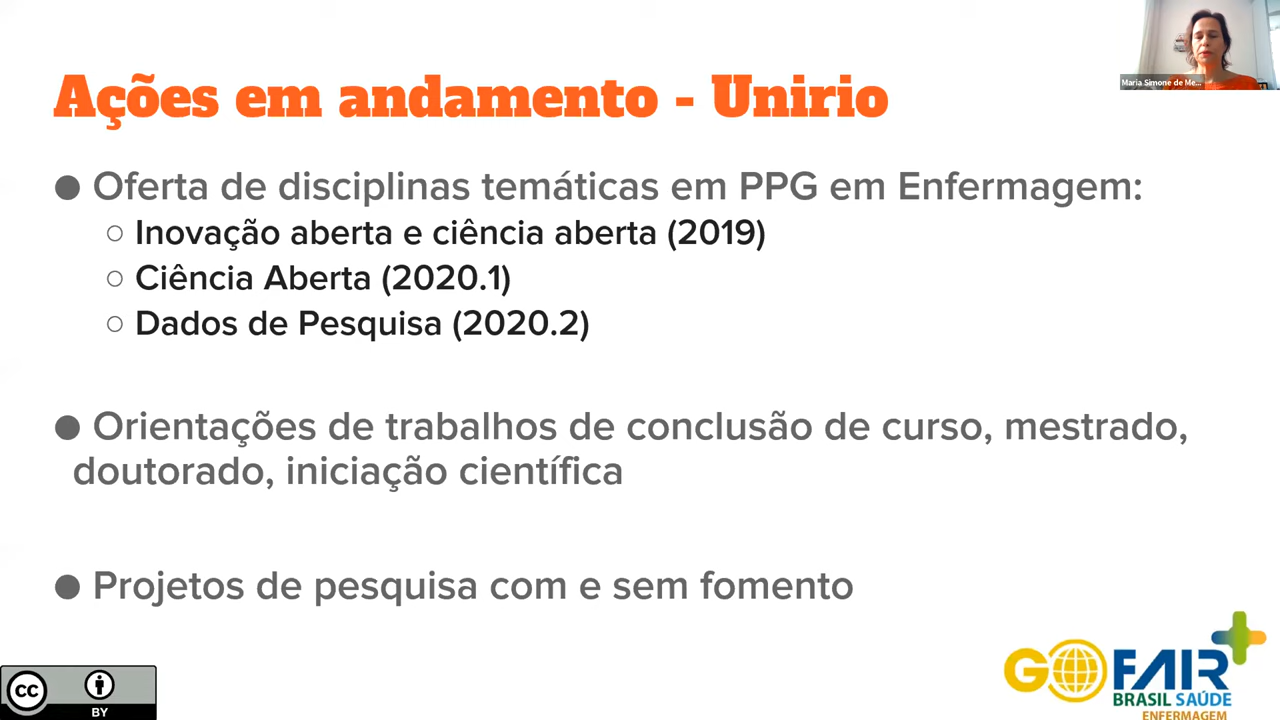 Maria Simone de Me...
Ações em andamento - Unirio
● Oferta de disciplinas temáticas em PPG em Enfermagem:
○ Inovação aberta e ciência aberta (2019)
○ Ciência Aberta (2020.1)
○ Dados de Pesquisa (2020.2)
● Orientações de trabalhos de conclusão de curso, mestrado,
doutorado, iniciação científica
● Projetos de pesquisa com e sem fomento
cc
BY
GO FAIR
BRASIL SAÚDE
ENFERMAGEM